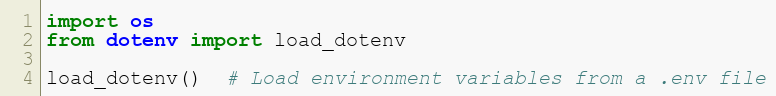 1 import os
2 from dotenv import load_dotenv
3
4 load_dotenv()  # Load environment variables from a .env file